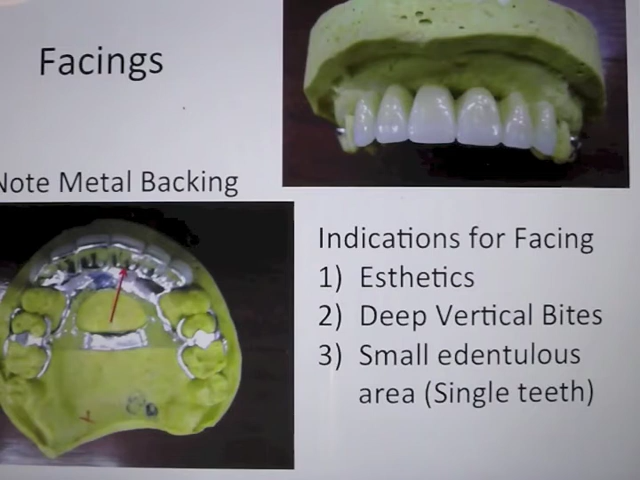 Facings
Note Metal Backing
Indications for Facing
1) Esthetics
2) Deep Vertical Bites
3) Small edentulous
area (Single teeth)